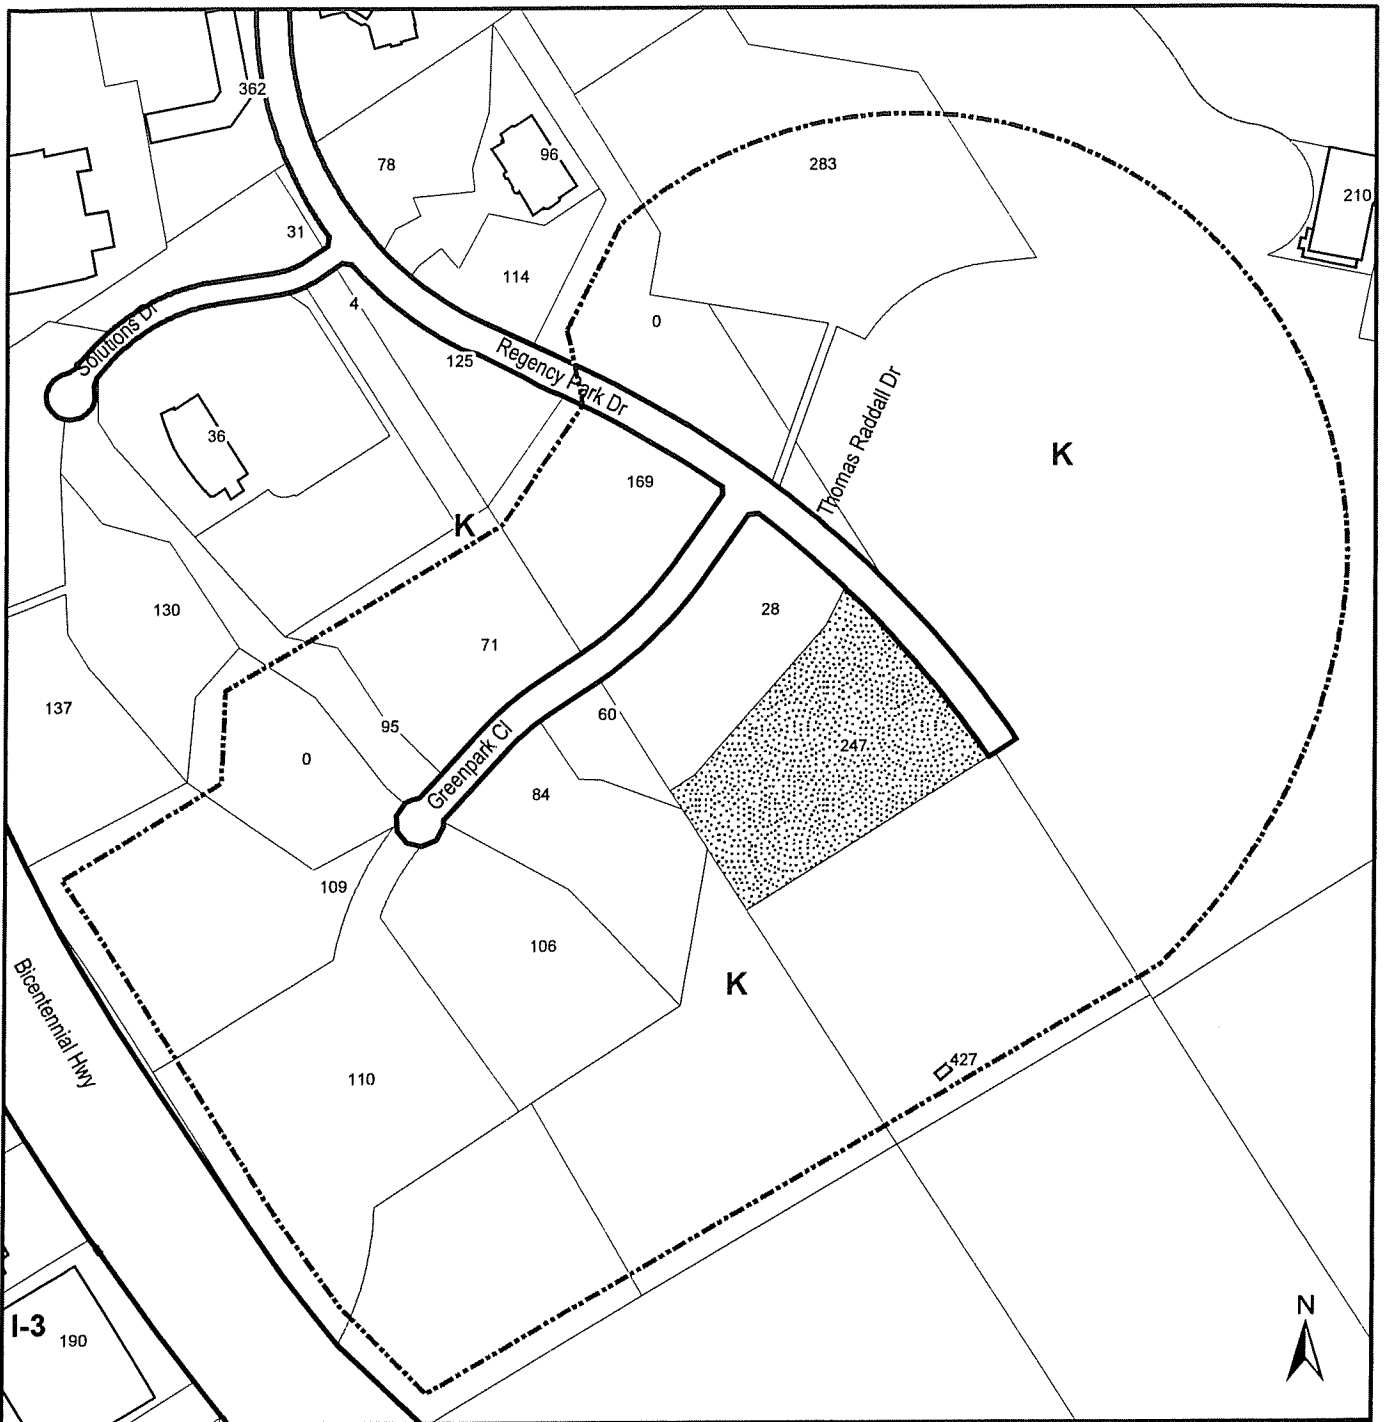 362
96
78
283
210
31
114
4
0
Solutions Dr
125
Regency Park Dr
Thomas Raddall Dr
36
K
169
K
130
28
71
137
95
60
0
247
Greenpark Cl
84
109
106
Bicentennial Hwy
K
427
110
N
I-3
190